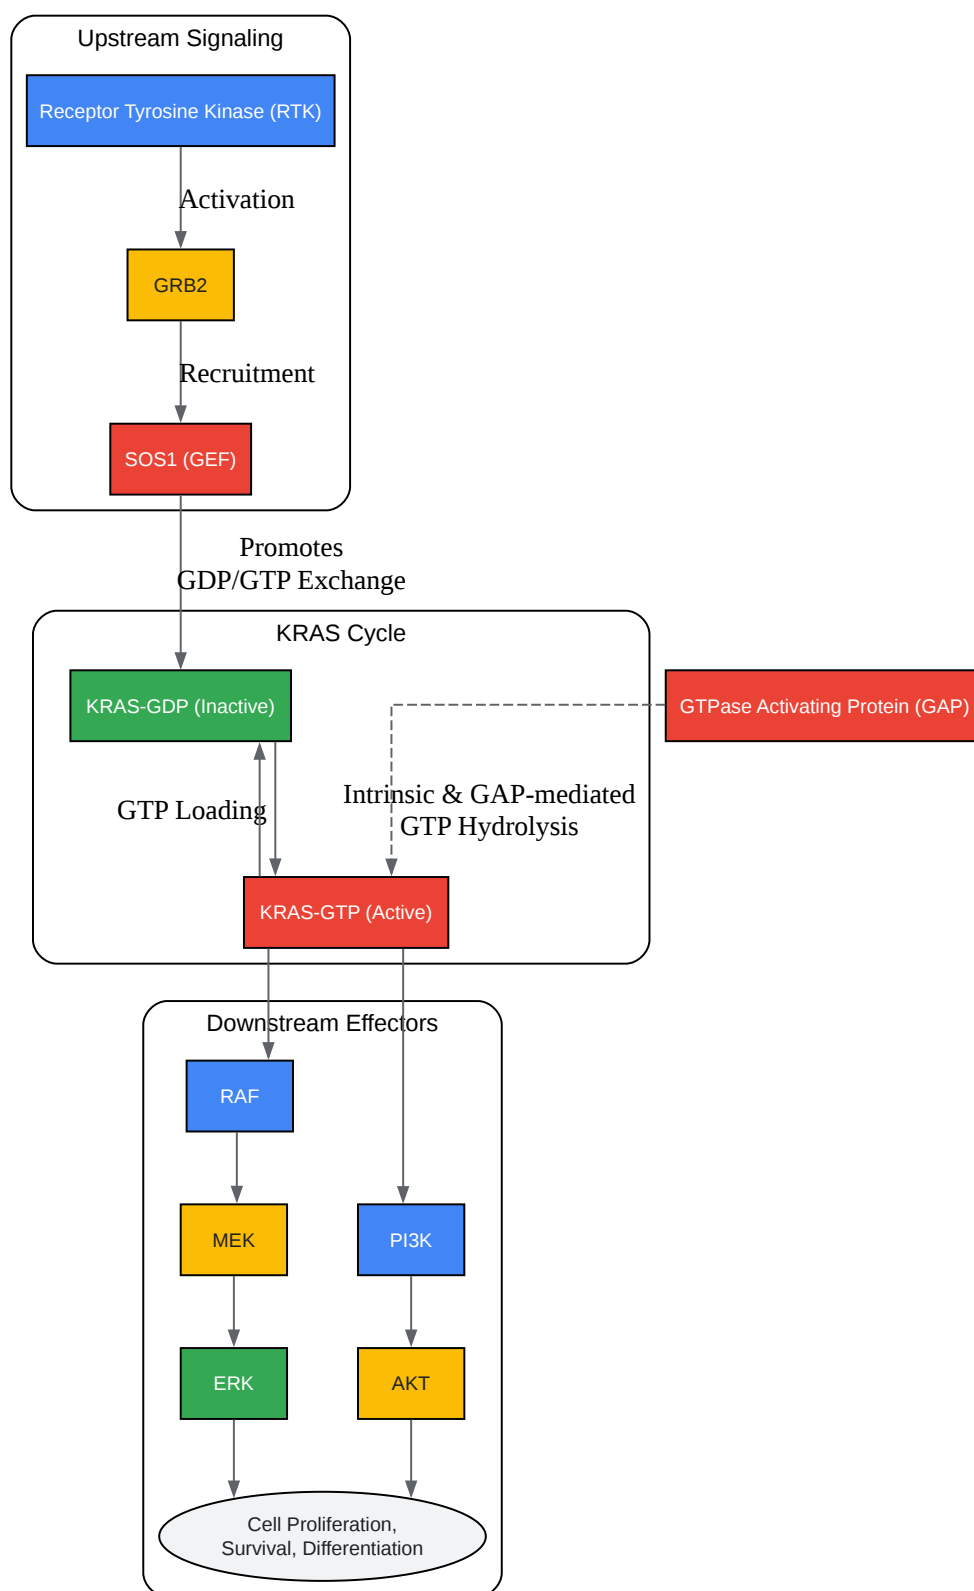 Upstream Signaling
Receptor Tyrosine Kinase (RTK)
Activation
GRB2
Recruitment
SOS1 (GEF)
Promotes
GDP/GTP Exchange
KRAS Cycle
KRAS-GDP (Inactive)
GTPase Activating Protein (GAP)
GTP Loading
Intrinsic & GAP-mediated
GTP Hydrolysis
KRAS-GTP (Active)
Downstream Effectors
RAF
MEK
PI3K
ERK
AKT
Cell Proliferation,
Survival, Differentiation